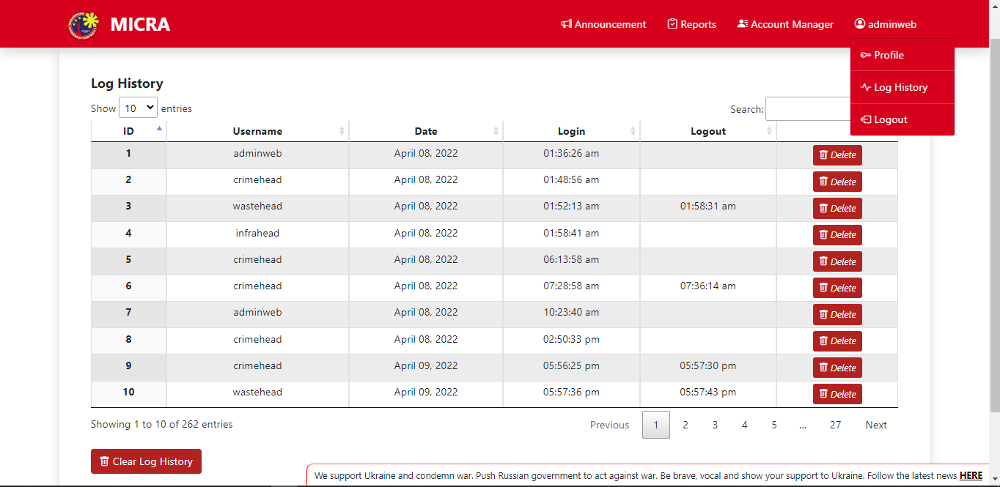 MICRA
Announcement Reports Account Manager adminweb
Profile
Log History
Logout
Log History
Show 10 entries
Search:
ID Username Date Login Logout
1 adminweb April 08, 2022 01:36:26 am Delete
2 crimehead April 08, 2022 01:48:56 am Delete
3 wastehead April 08, 2022 01:52:13 am 01:58:31 am Delete
4 infrahead April 08, 2022 01:58:41 am Delete
5 crimehead April 08, 2022 06:13:58 am Delete
6 crimehead April 08, 2022 07:28:58 am 07:36:14 am Delete
7 adminweb April 08, 2022 10:23:40 am Delete
8 crimehead April 08, 2022 02:50:33 pm Delete
9 crimehead April 09, 2022 05:56:25 pm 05:57:30 pm Delete
10 wastehead April 09, 2022 05:57:36 pm 05:57:43 pm Delete
Showing 1 to 10 of 262 entries
Previous 1 2 3 4 5 ... 27 Next
Clear Log History
We support Ukraine and condemn war. Push Russian government to act against war. Be brave, vocal and show your support to Ukraine. Follow the latest news HERE